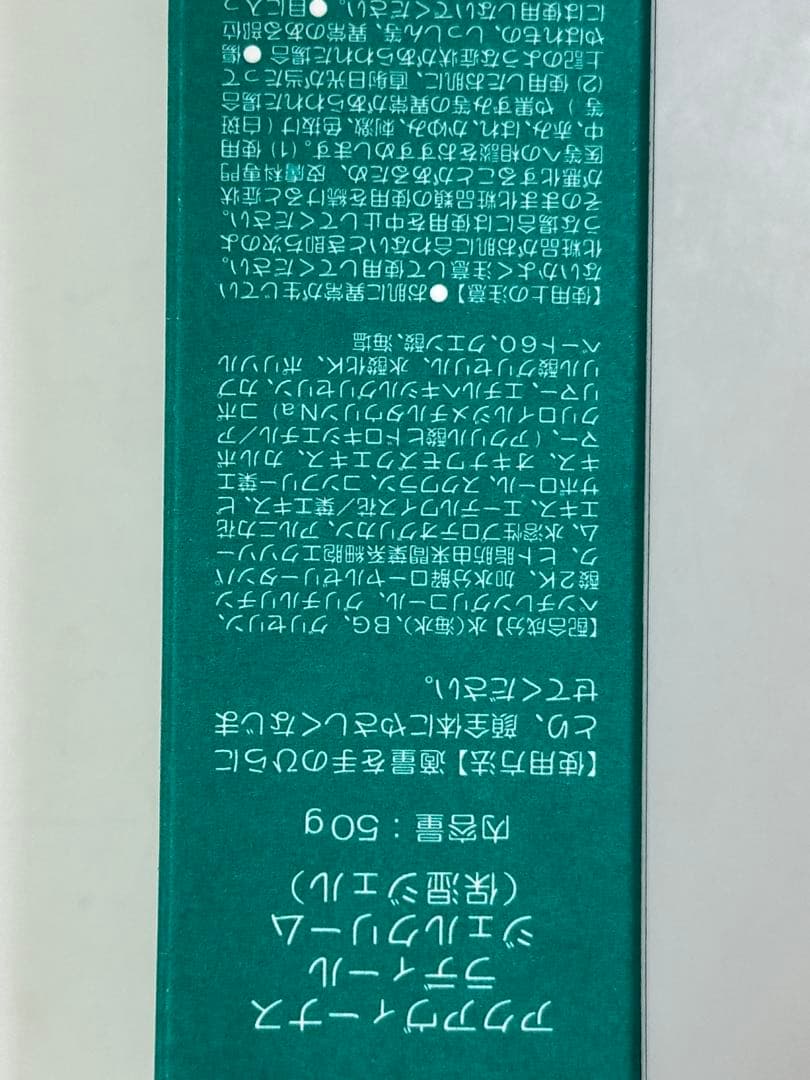 アクアヴィーナス
ラディール
ジェルクリーム
（保湿ジェル）
内容量：50g
【使用方法】適量を手のひらに
とり、顔全体にやさしくなじま
せてください。
【配合成分】水(海水)、BG、グリセリン、
ペンチレングリコール、グリチルリチン
酸2K、加水分解ローヤルゼリータンパ
ク、ヒト脂肪由来間葉系細胞エクソソー
ム、水溶性プロテオグリカン、アルニカ花
エキス、エーデルワイス花／葉エキス、ビ
サボロール、スクワラン、コンフリー葉エ
キス、オキナワモズクエキス、カルボ
マー、（アクリル酸ヒドロキシエチル／ア
クリロイルジメチルタウリンNa）コポ
リマー、エチルヘキシルグリセリン、カプ
リル酸グリセリル、水酸化K、ポリソル
ベート60、クエン酸、海塩
【使用上の注意】●お肌に異常が生じてい
ないかよく注意して使用してください。
化粧品がお肌に合わないとき即ち次のよ
うな場合には使用を中止してください。
そのまま化粧品類の使用を続けると症状
が悪化することがあるため、皮膚科専門
医等への相談をおすすめします。(1) 使用
中、赤み、はれ、かゆみ、刺激、色抜け（白斑
等）や黒ずみ等の異常があらわれた場合
(2) 使用したお肌に、直射日光が当たって
上記のような症状があらわれた場合 ●傷
やはれもの、しっしん等、異常のある部位
には使用しないでください。 ●目に入っ